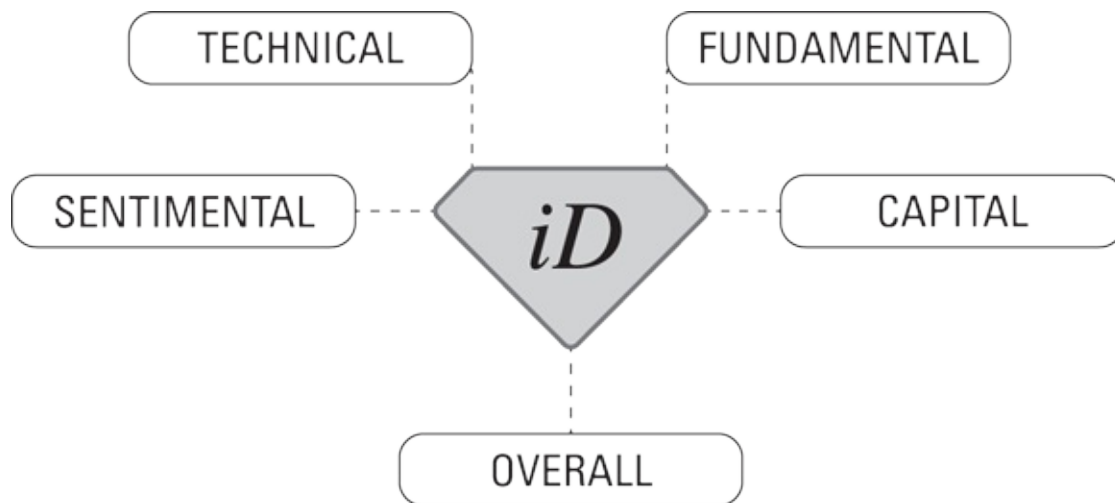 TECHNICAL
FUNDAMENTAL
SENTIMENTAL
iD
CAPITAL
OVERALL